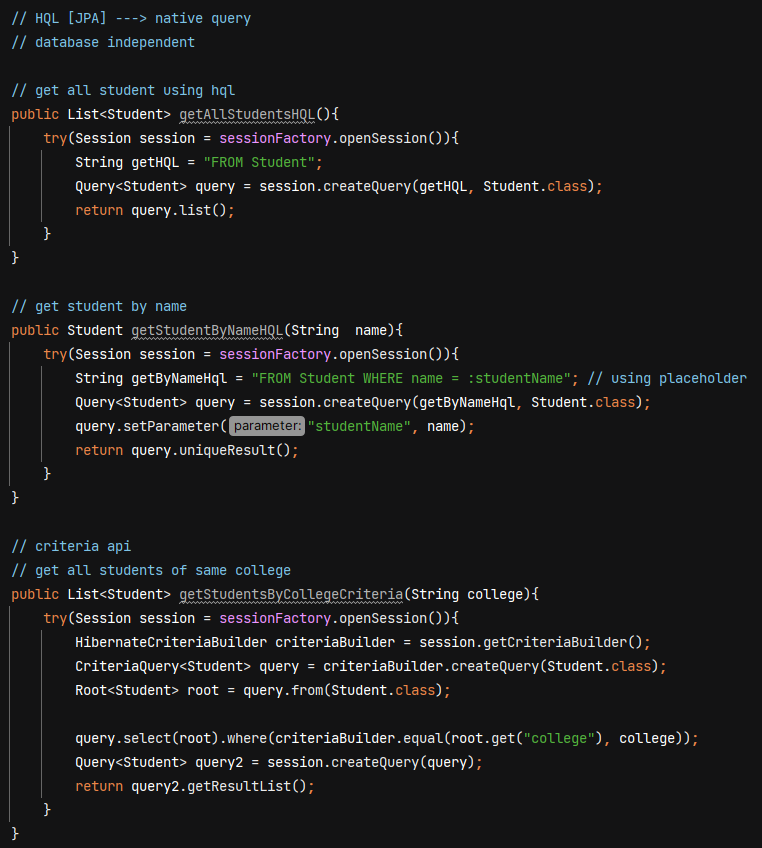 // HQL [JPA] ---> native query
// database independent
// get all student using hql
public List<Student> getAllStudentsHQL(){
try(Session session = sessionFactory.openSession()){
String getHQL = "FROM Student";
Query<Student> query = session.createQuery(getHQL, Student.class);
return query.list();
}
}
// get student by name
public Student getStudentByNameHQL(String  name){
try(Session session = sessionFactory.openSession()){
String getByNameHql = "FROM Student WHERE name = :studentName"; // using placeholder
Query<Student> query = session.createQuery(getByNameHql, Student.class);
query.setParameter( parameter: "studentName", name);
return query.uniqueResult();
}
}
// criteria api
// get all students of same college
public List<Student> getStudentsByCollegeCriteria(String college){
try(Session session = sessionFactory.openSession()){
HibernateCriteriaBuilder criteriaBuilder = session.getCriteriaBuilder();
CriteriaQuery<Student> query = criteriaBuilder.createQuery(Student.class);
Root<Student> root = query.from(Student.class);
query.select(root).where(criteriaBuilder.equal(root.get("college"), college));
Query<Student> query2 = session.createQuery(query);
return query2.getResultList();
}
}